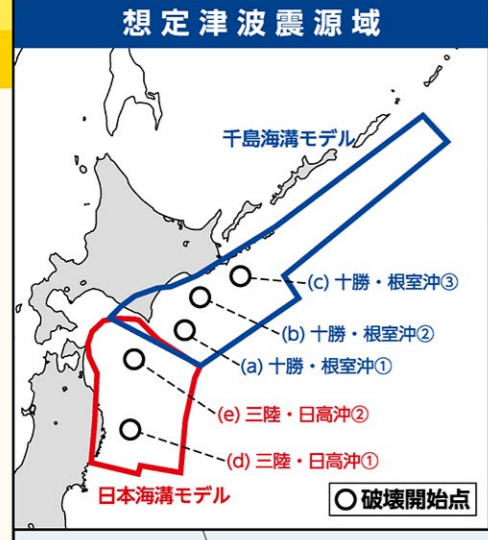 想定津波震源域
千島海溝モデル
(c) 十勝・根室沖③
(b) 十勝・根室沖②
(a) 十勝・根室沖①
(e) 三陸・日高沖②
(d) 三陸・日高沖①
日本海溝モデル
破壊開始点